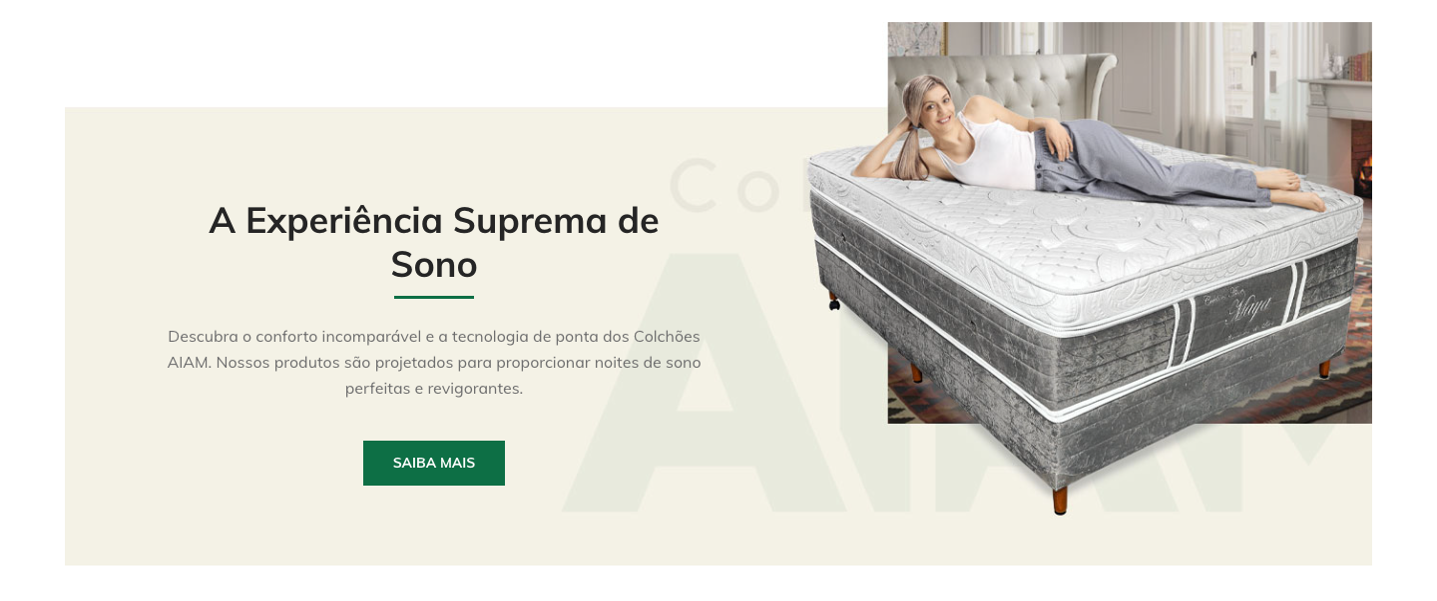 A Experiência Suprema de
Sono
Descubra o conforto incomparável e a tecnologia de ponta dos Colchões
AIAM. Nossos produtos são projetados para proporcionar noites de sono
perfeitas e revigorantes.
SAIBA MAIS
Col
AIAM
Maya